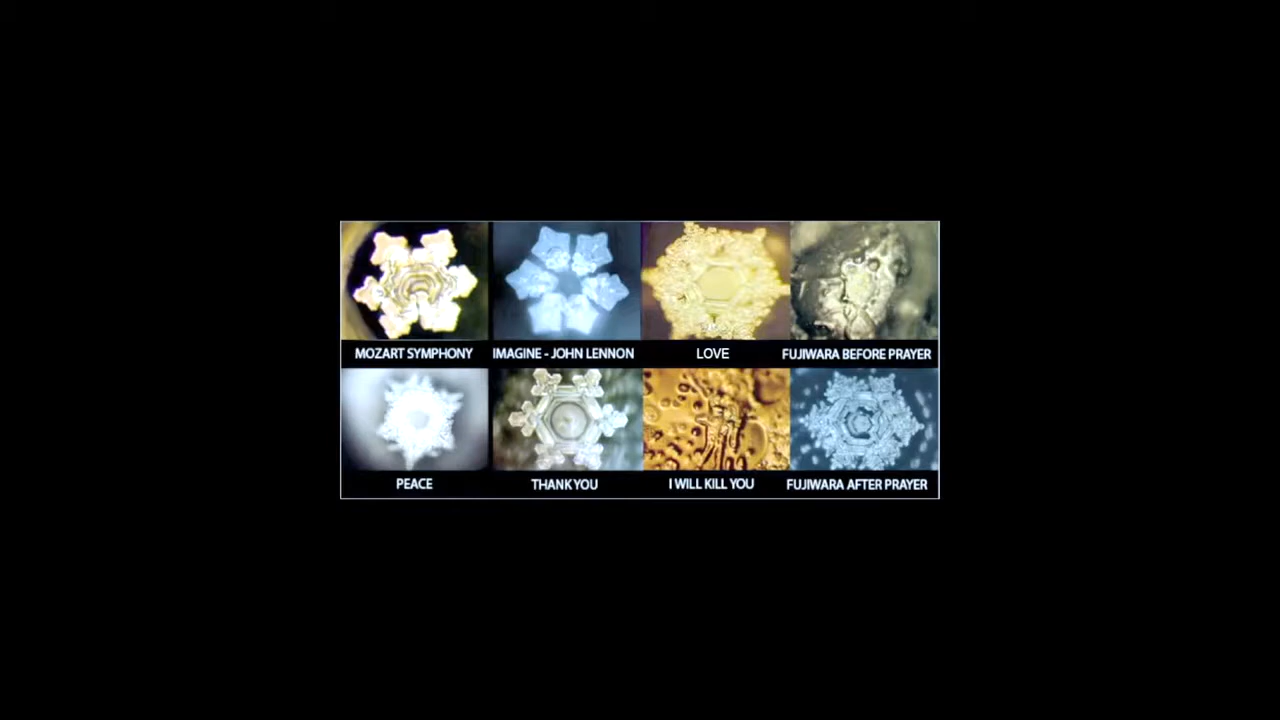 MOZART SYMPHONY
IMAGINE - JOHN LENNON
LOVE
FUJIWARA BEFORE PRAYER
PEACE
THANK YOU
I WILL KILL YOU
FUJIWARA AFTER PRAYER